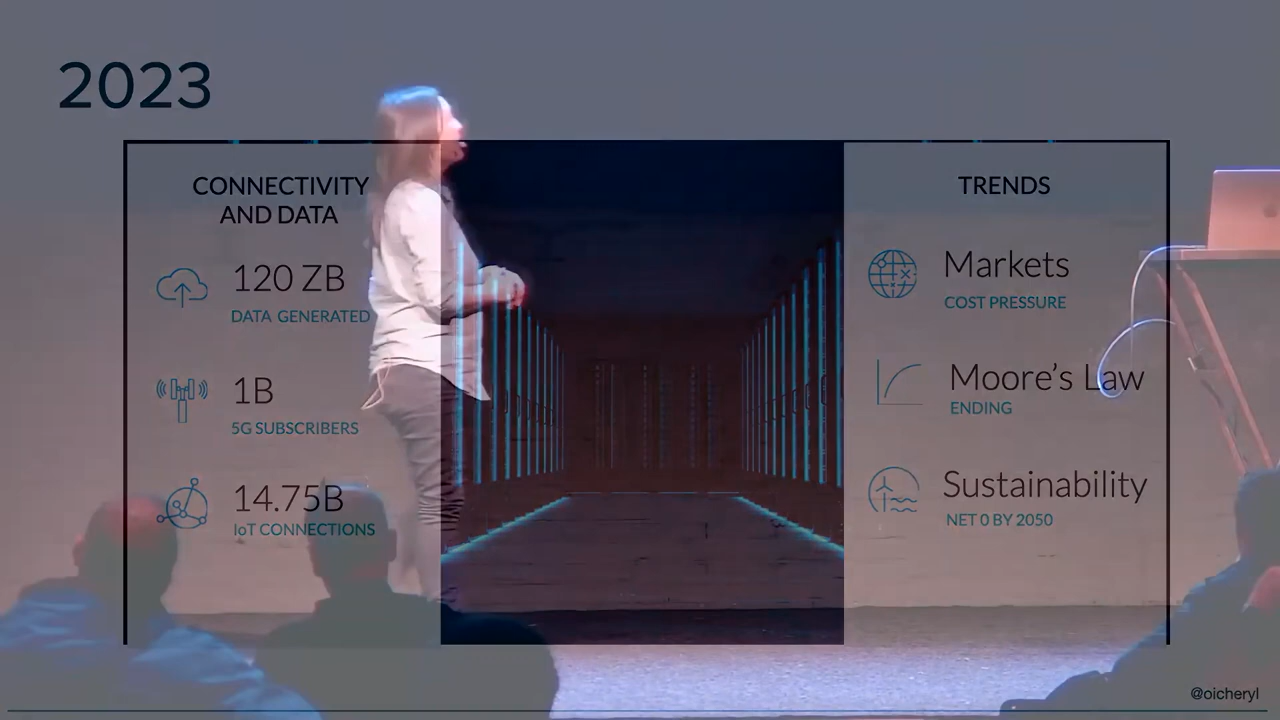 2023
CONNECTIVITY
AND DATA
120 ZB
DATA GENERATED
1B
5G SUBSCRIBERS
14.75B
IoT CONNECTIONS
TRENDS
Markets
COST PRESSURE
Moore's Law
ENDING
Sustainability
NET 0 BY 2050
@oicheryl